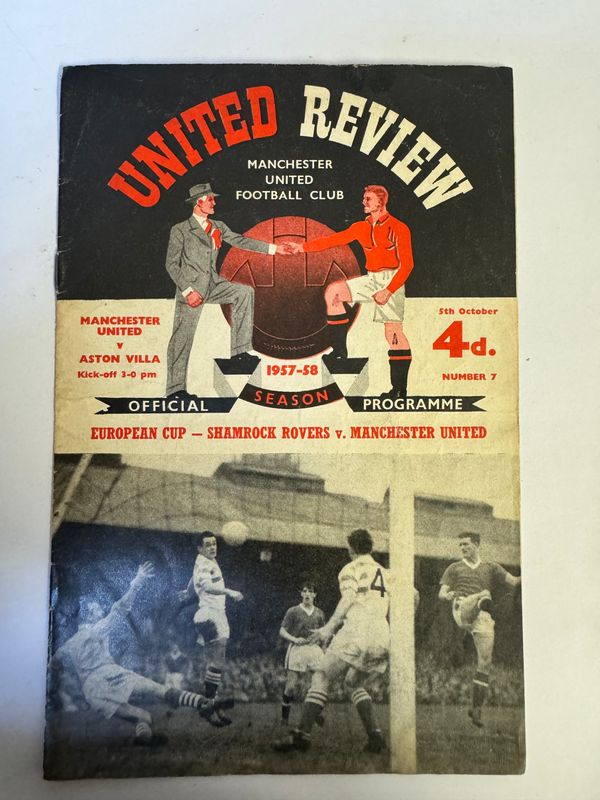 UNITED REVIEW
MANCHESTER
UNITED
FOOTBALL CLUB
MANCHESTER
UNITED
v
ASTON VILLA
Kick-off 3-0 pm
5th October
4d.
NUMBER 7
1957-58
SEASON
OFFICIAL
PROGRAMME
EUROPEAN CUP — SHAMROCK ROVERS v. MANCHESTER UNITED
4